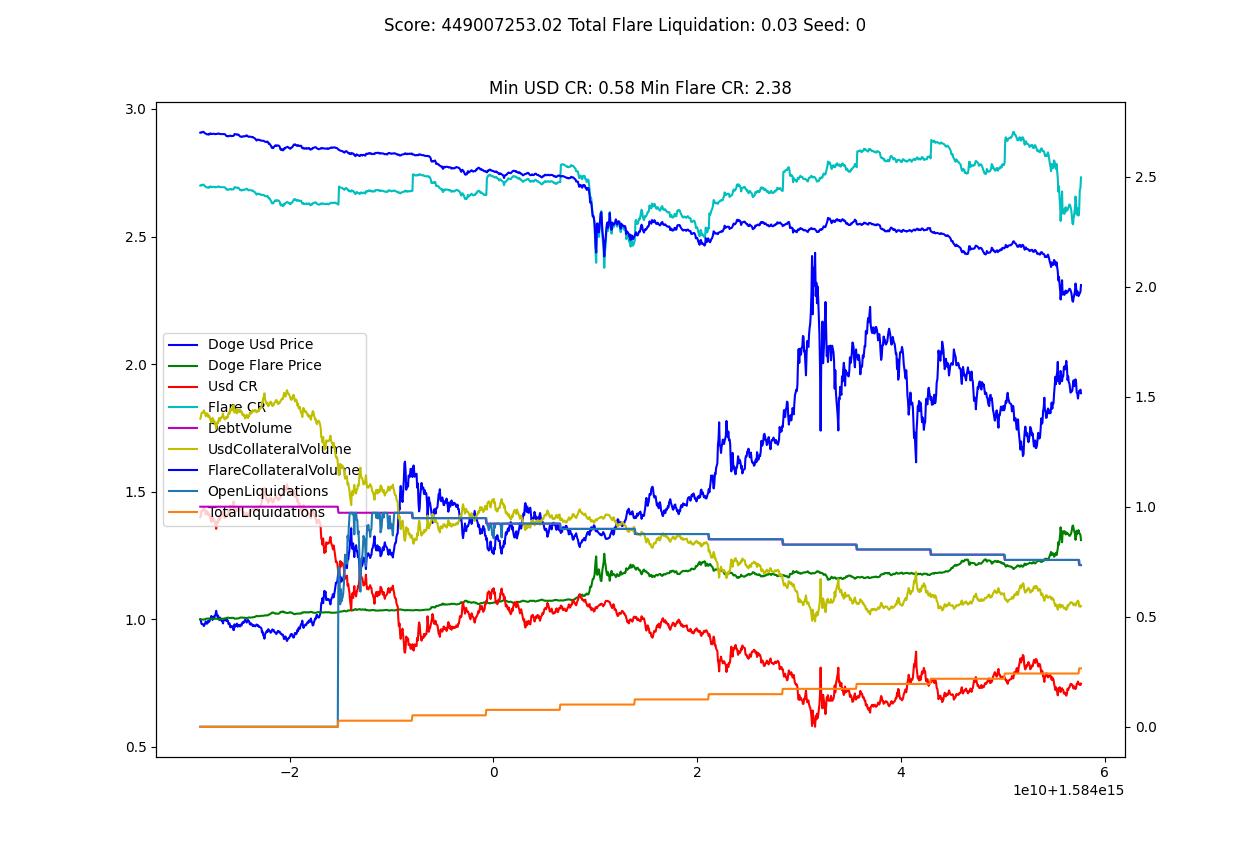 Score: 449007253.02 Total Flare Liquidation: 0.03 Seed: 0
Min USD CR: 0.58 Min Flare CR: 2.38
3.0
2.5
2.0
1.5
1.0
0.5
Doge Usd Price
Doge Flare Price
Usd CR
Flare CR
DebtVolume
UsdCollateralVolume
FlareCollateralVolume
OpenLiquidations
TotalLiquidations
2.5
2.0
1.5
1.0
0.5
0.0
−2 0 2 4 6
1e10+1.584e15